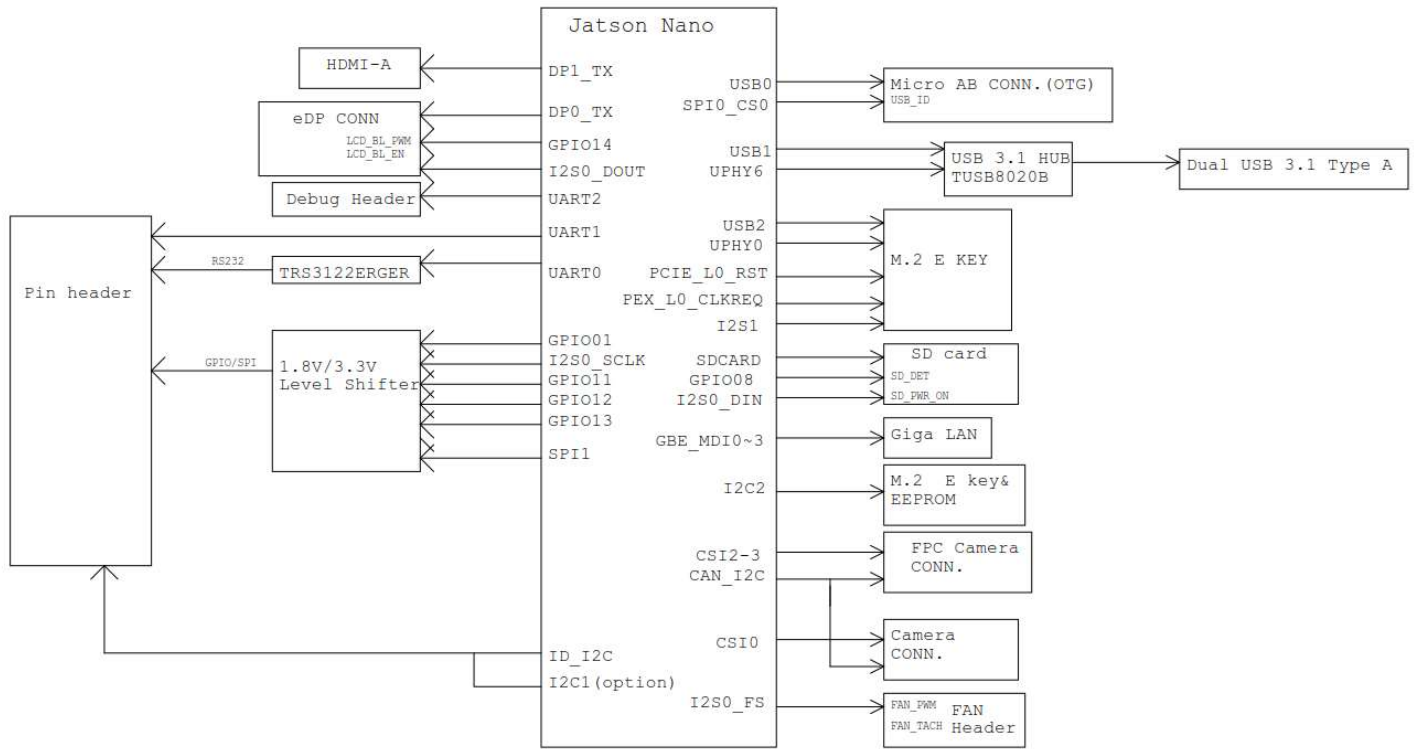 Jatson Nano
HDMI-A
DP1_TX
eDP CONN
LCD_BL_PWM
LCD_BL_EN
DP0_TX
GPIO14
I2S0_DOUT
Debug Header
UART2
UART1
Pin header
RS232
TRS3122ERGER
UART0
GPIO/SPI
1.8V/3.3V
Level Shifter
GPIO01
I2S0_SCLK
GPIO11
GPIO12
GPIO13
SPI1
ID_I2C
I2C1(option)
USB0
SPI0_CS0
Micro AB CONN.(OTG)
USB_ID
USB1
UPHY6
USB 3.1 HUB
TUSB8020B
Dual USB 3.1 Type A
USB2
UPHY0
PCIE_L0_RST
PEX_L0_CLKREQ
I2S1
M.2 E KEY
SDCARD
GPIO08
I2S0_DIN
SD card
SD_DET
SD_PWR_ON
GBE_MDI0~3
Giga LAN
I2C2
M.2 E key&
EEPROM
CSI2-3
CAN_I2C
FPC Camera
CONN.
CSI0
Camera
CONN.
I2S0_FS
FAN_PWM FAN
FAN_TACH Header